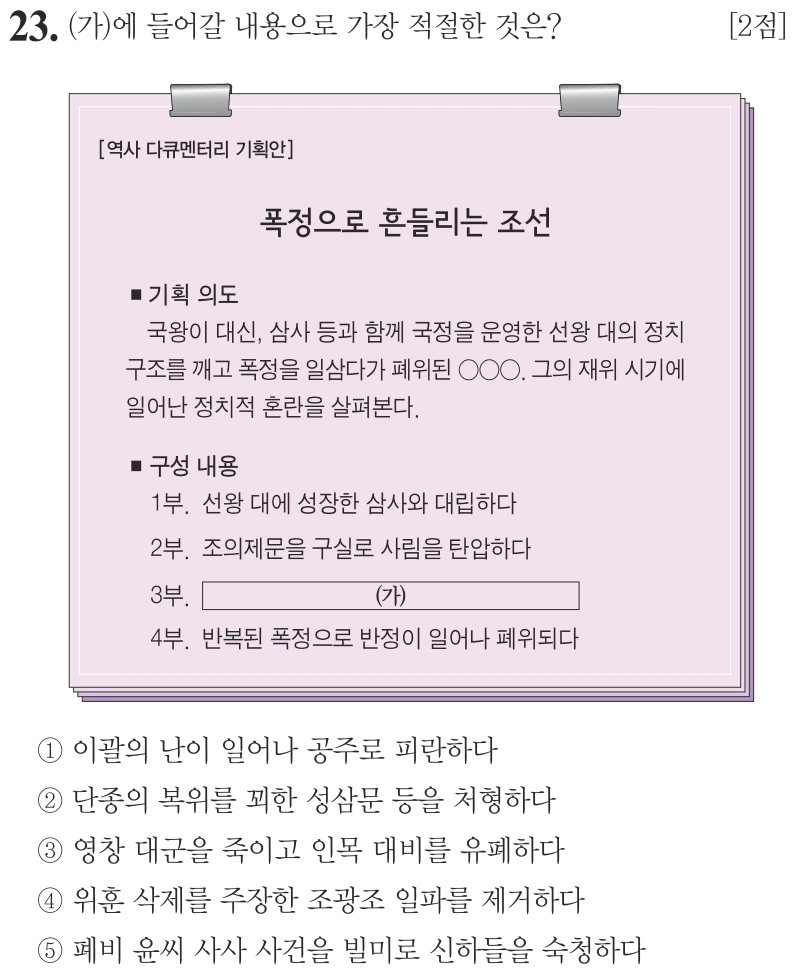 23. (가)에 들어갈 내용으로 가장 적절한 것은? [2점]
[역사 다큐멘터리 기획안]
폭정으로 흔들리는 조선
■ 기획 의도
국왕이 대신, 삼사 등과 함께 국정을 운영한 선왕 대의 정치
구조를 깨고 폭정을 일삼다가 폐위된 ○○○. 그의 재위 시기에
일어난 정치적 혼란을 살펴본다.
■ 구성 내용
1부. 선왕 대에 성장한 삼사와 대립하다
2부. 조의제문을 구실로 사림을 탄압하다
3부. (가)
4부. 반복된 폭정으로 반정이 일어나 폐위되다
① 이괄의 난이 일어나 공주로 피란하다
② 단종의 복위를 꾀한 성삼문 등을 처형하다
③ 영창 대군을 죽이고 인목 대비를 유폐하다
④ 위훈 삭제를 주장한 조광조 일파를 제거하다
⑤ 폐비 윤씨 사사 사건을 빌미로 신하들을 숙청하다